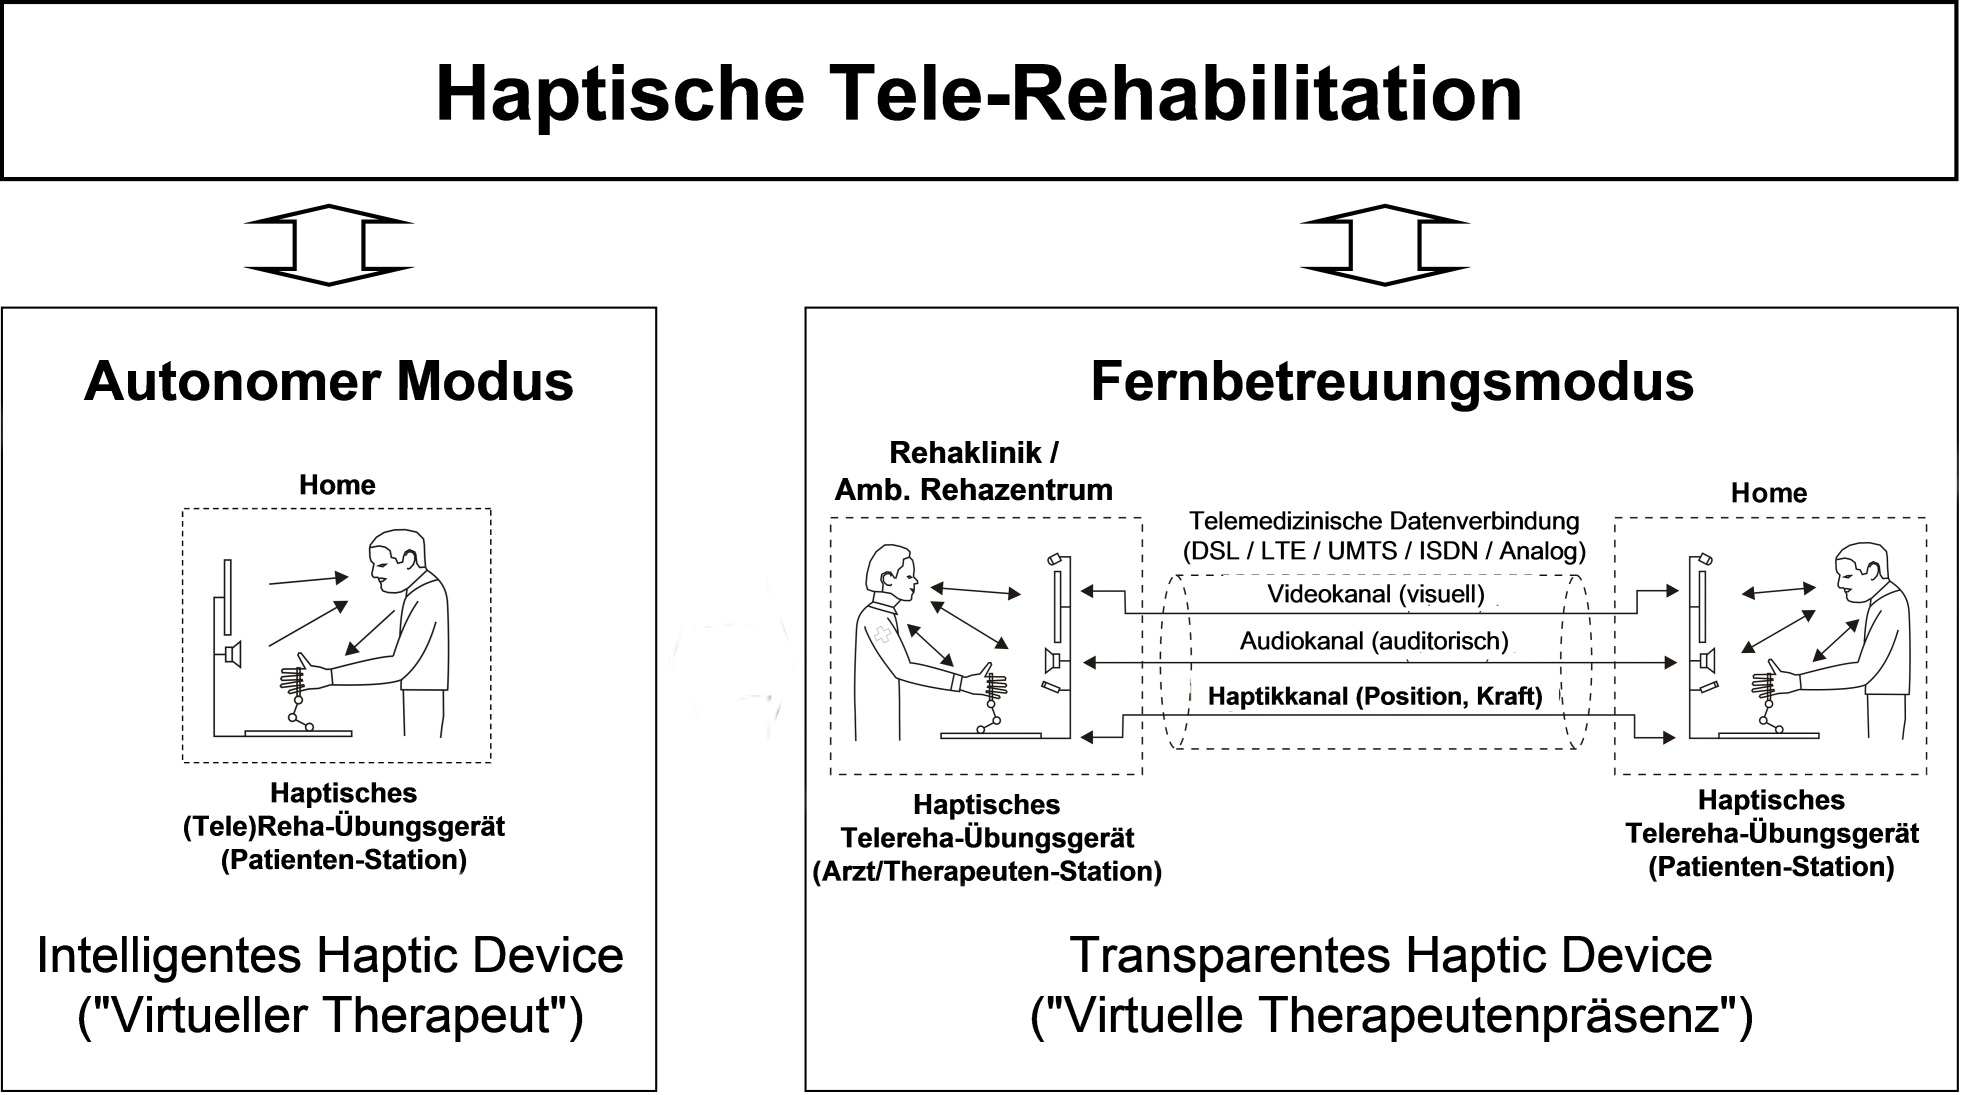 Haptische Tele-Rehabilitation
Autonomer Modus
Home
Haptisches
(Tele)Reha-Übungsgerät
(Patienten-Station)
Intelligentes Haptic Device
("Virtueller Therapeut")
Fernbetreuungsmodus
Rehaklinik /
Amb. Rehazentrum
Telemedizinische Datenverbindung
(DSL / LTE / UMTS / ISDN / Analog)
Videokanal (visuell)
Audiokanal (auditorisch)
Haptikkanal (Position, Kraft)
Home
Haptisches
Telereha-Übungsgerät
(Arzt/Therapeuten-Station)
Haptisches
Telereha-Übungsgerät
(Patienten-Station)
Transparentes Haptic Device
("Virtuelle Therapeutenpräsenz")